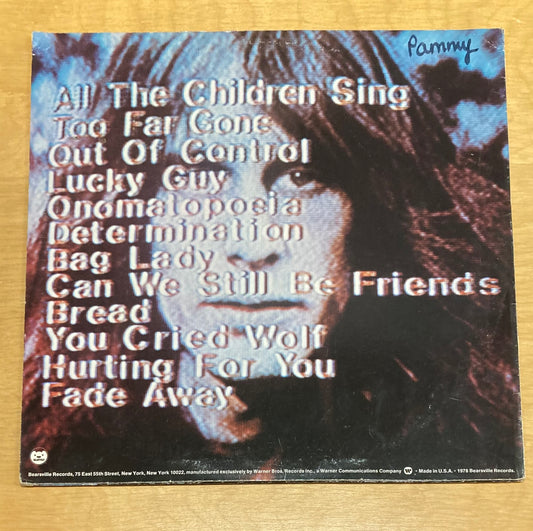 Pammy
All The Children Sing
Too Far Gone
Out Of Control
Lucky Guy
Onomatopoeia
Determination
Bag Lady
Can We Still Be Friends
Bread
You Cried Wolf
Hurting For You
Fade Away
Bearsville Records, 75 East 55th Street, New York, New York 10022, manufactured exclusively by Warner Bros. Records Inc., a Warner Communications Company W • Made in U.S.A. • 1978 Bearsville Records.